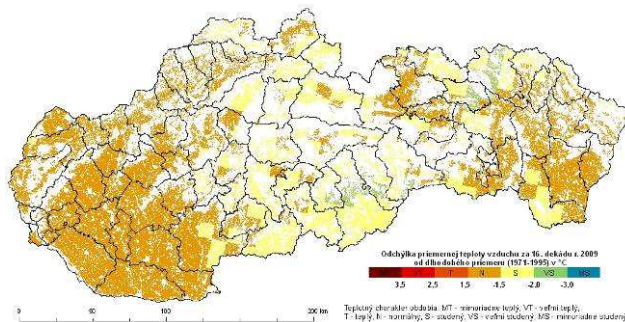 Odchýlka priemernej teploty vzduchu za 16. dekádu r. 2009
od dlhodobého priemeru (1971-1995) v °C
MT VT T N S VS MS
3,5 2,5 1,5 -1,5 -2,5 -3,5
0 50 100 200 km
Teplotný charakter obdobia: MT - mimoriadne teplý, VT - veľmi teplý,
T - teplý, N - normálny, S - studený, VS - veľmi studený, MS - mimoriadne studený